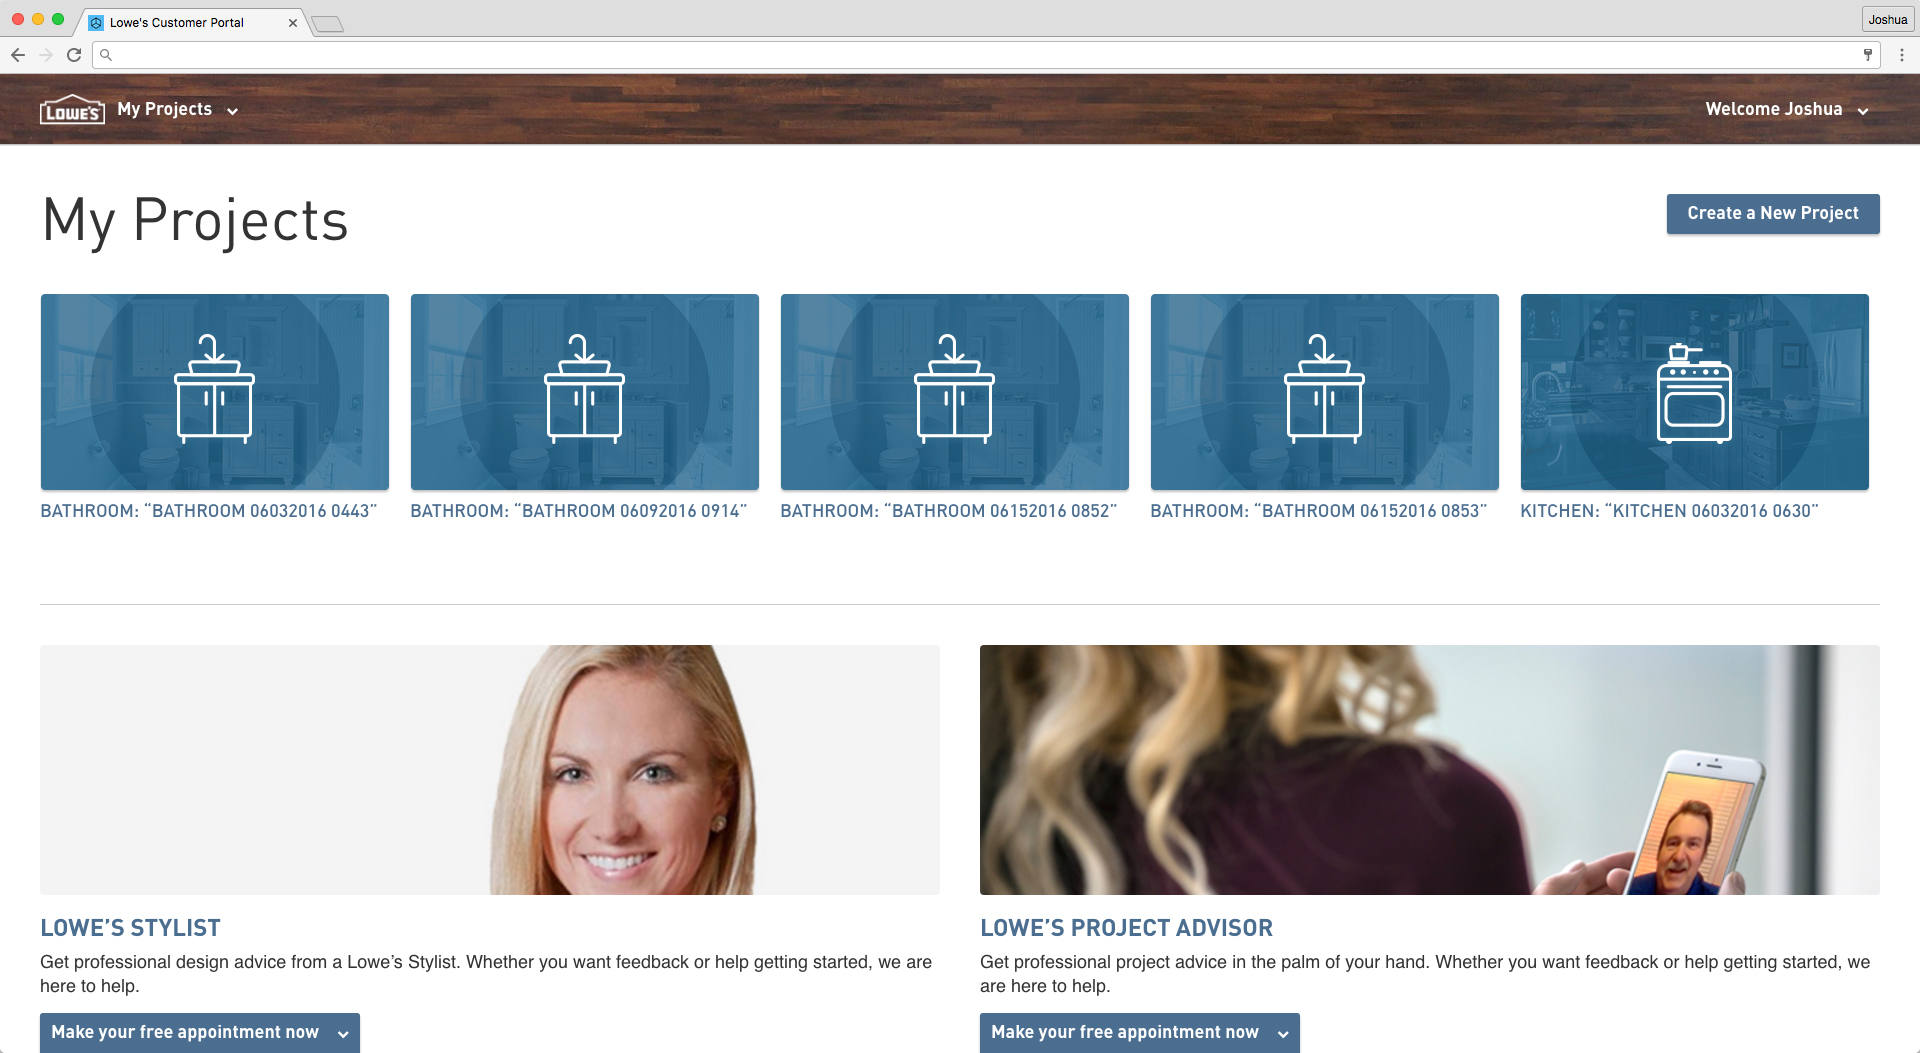 Lowe's Customer Portal
Joshua
LOWE'S
My Projects
Welcome Joshua
My Projects
Create a New Project
BATHROOM: “BATHROOM 06032016 0443”
BATHROOM: “BATHROOM 06092016 0914”
BATHROOM: “BATHROOM 06152016 0852”
BATHROOM: “BATHROOM 06152016 0853”
KITCHEN: “KITCHEN 06032016 0630”
LOWE’S STYLIST
Get professional design advice from a Lowe’s Stylist. Whether you want feedback or help getting started, we are
here to help.
Make your free appointment now
LOWE’S PROJECT ADVISOR
Get professional project advice in the palm of your hand. Whether you want feedback or help getting started, we
are here to help.
Make your free appointment now